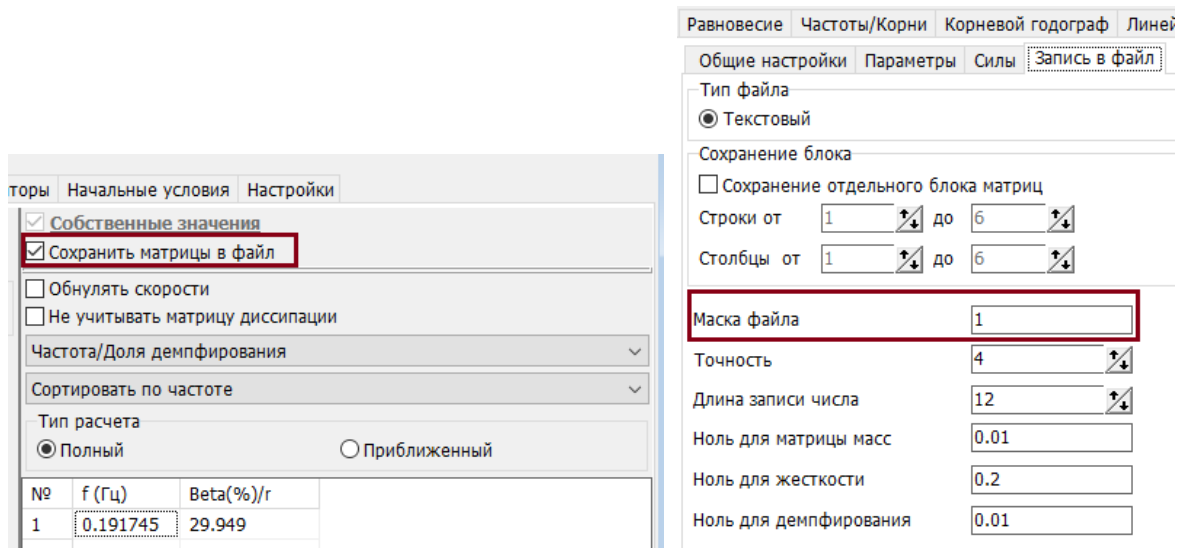 торы Начальные условия Настройки
Собственные значения
Сохранить матрицы в файл
Обнулять скорости
Не учитывать матрицу диссипации
Частота/Доля демпфирования
Сортировать по частоте
Тип расчета
Полный Приближенный
№ f (Гц) Beta(%)/r
1 0.191745 29.949
Равновесие Частоты/Корни Корневой годограф Линей
Общие настройки Параметры Силы Запись в файл
Тип файла
Текстовый
Сохранение блока
Сохранение отдельного блока матриц
Строки от 1 до 6
Столбцы от 1 до 6
Маска файла 1
Точность 4
Длина записи числа 12
Ноль для матрицы масс 0.01
Ноль для жесткости 0.2
Ноль для демпфирования 0.01